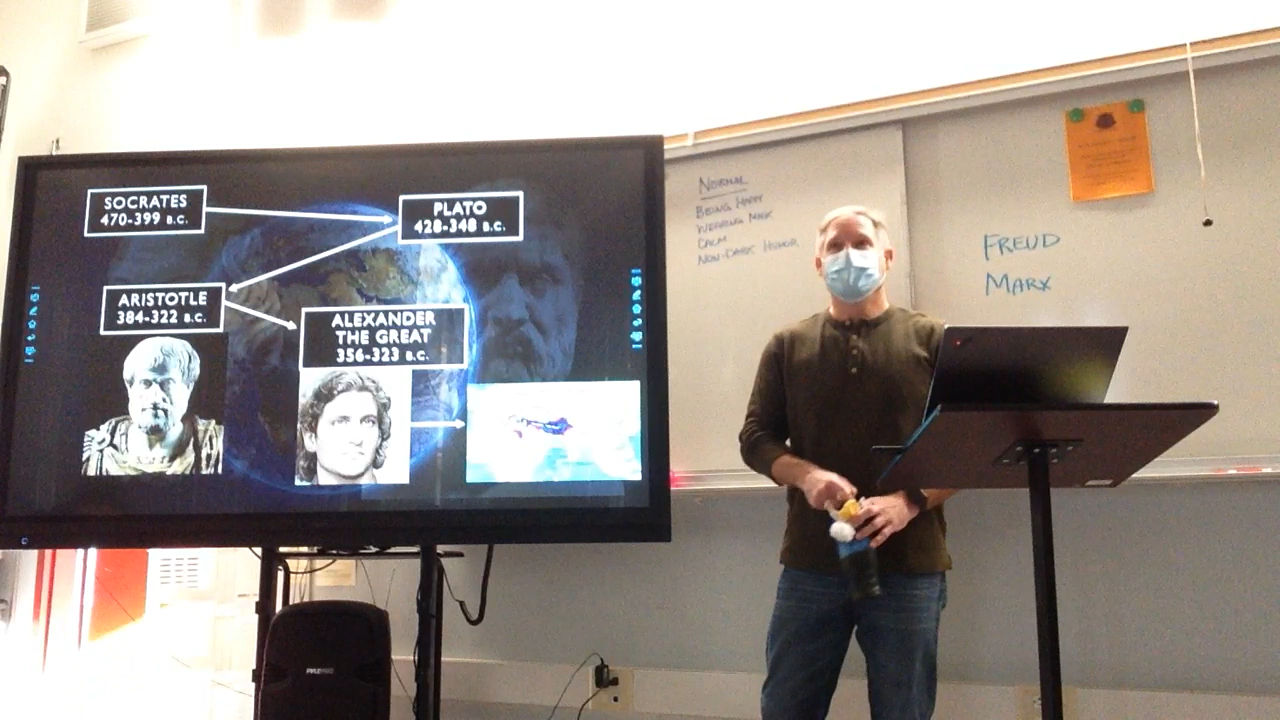 SOCRATES
470-399 B.C.
PLATO
428-348 B.C.
ARISTOTLE
384-322 B.C.
ALEXANDER
THE GREAT
356-323 B.C.
NORMAL
BEING HAPPY
WEARING MASK
CALM
NON-DARK HUMOR
FREUD
MARX